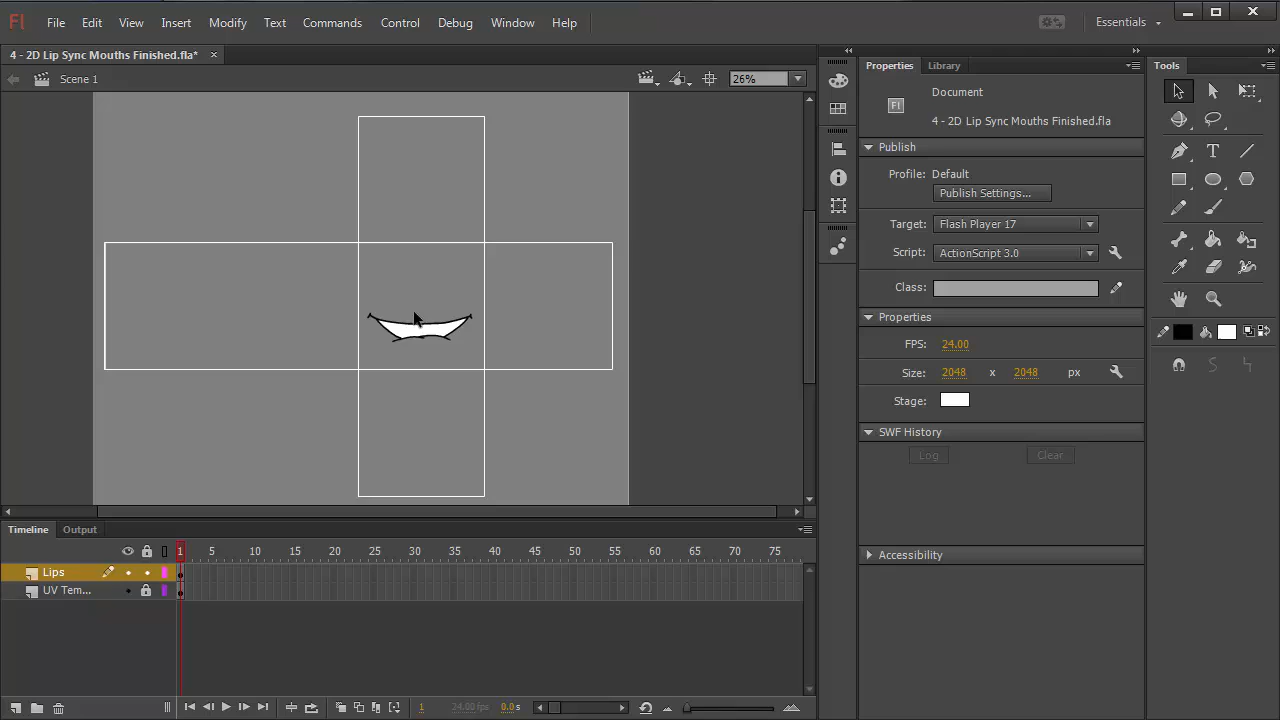 Fl File Edit View Insert Modify Text Commands Control Debug Window Help Essentials
4 - 2D Lip Sync Mouths Finished.fla* ×
Scene 1 26%
Properties Library
Document
Fl
4 - 2D Lip Sync Mouths Finished.fla
Publish
Profile: Default
Publish Settings...
Target: Flash Player 17
Script: ActionScript 3.0
Class:
Properties
FPS: 24.00
Size: 2048 x 2048 px
Stage:
SWF History
Log Clear
Accessibility
Tools
Timeline Output
1 5 10 15 20 25 30 35 40 45 50 55 60 65 70 75
Lips
UV Tem...
1 24.00 fps 0.0 s